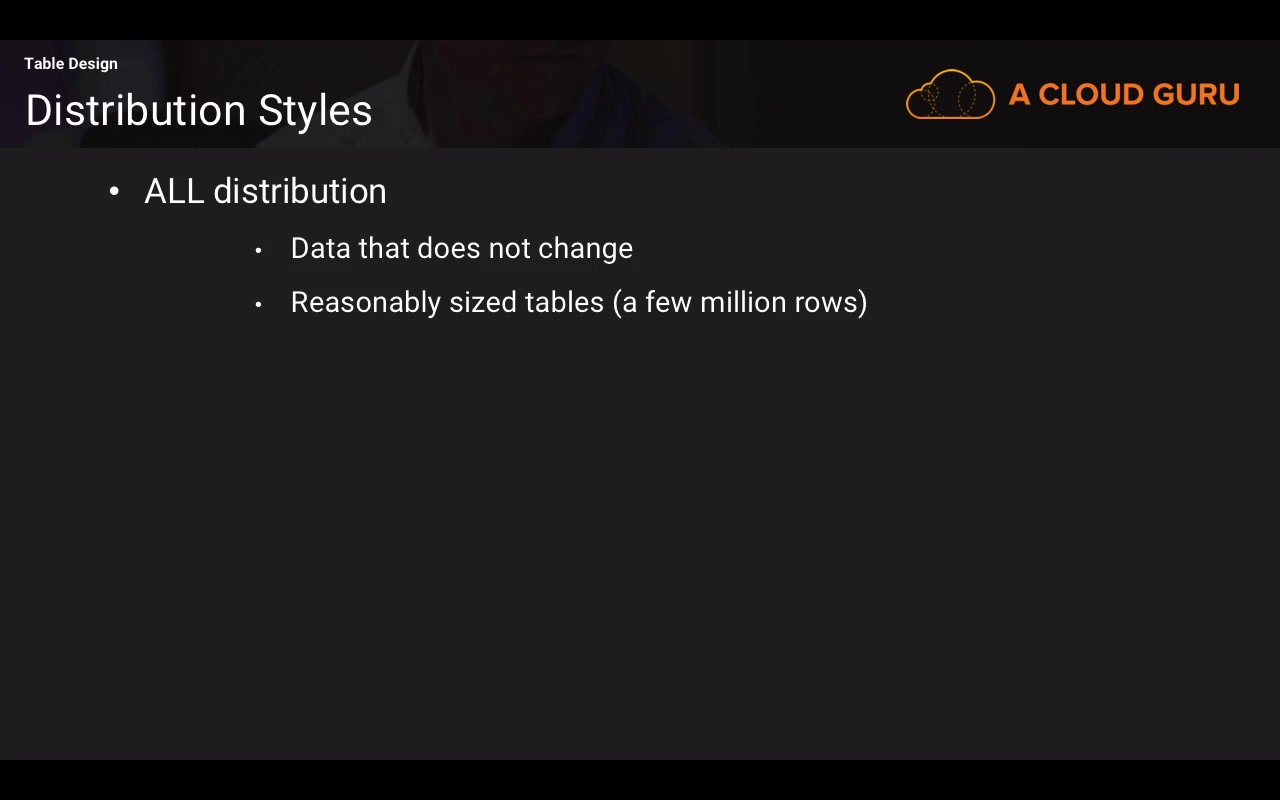 Table Design
Distribution Styles
A CLOUD GURU
• ALL distribution
• Data that does not change
• Reasonably sized tables (a few million rows)